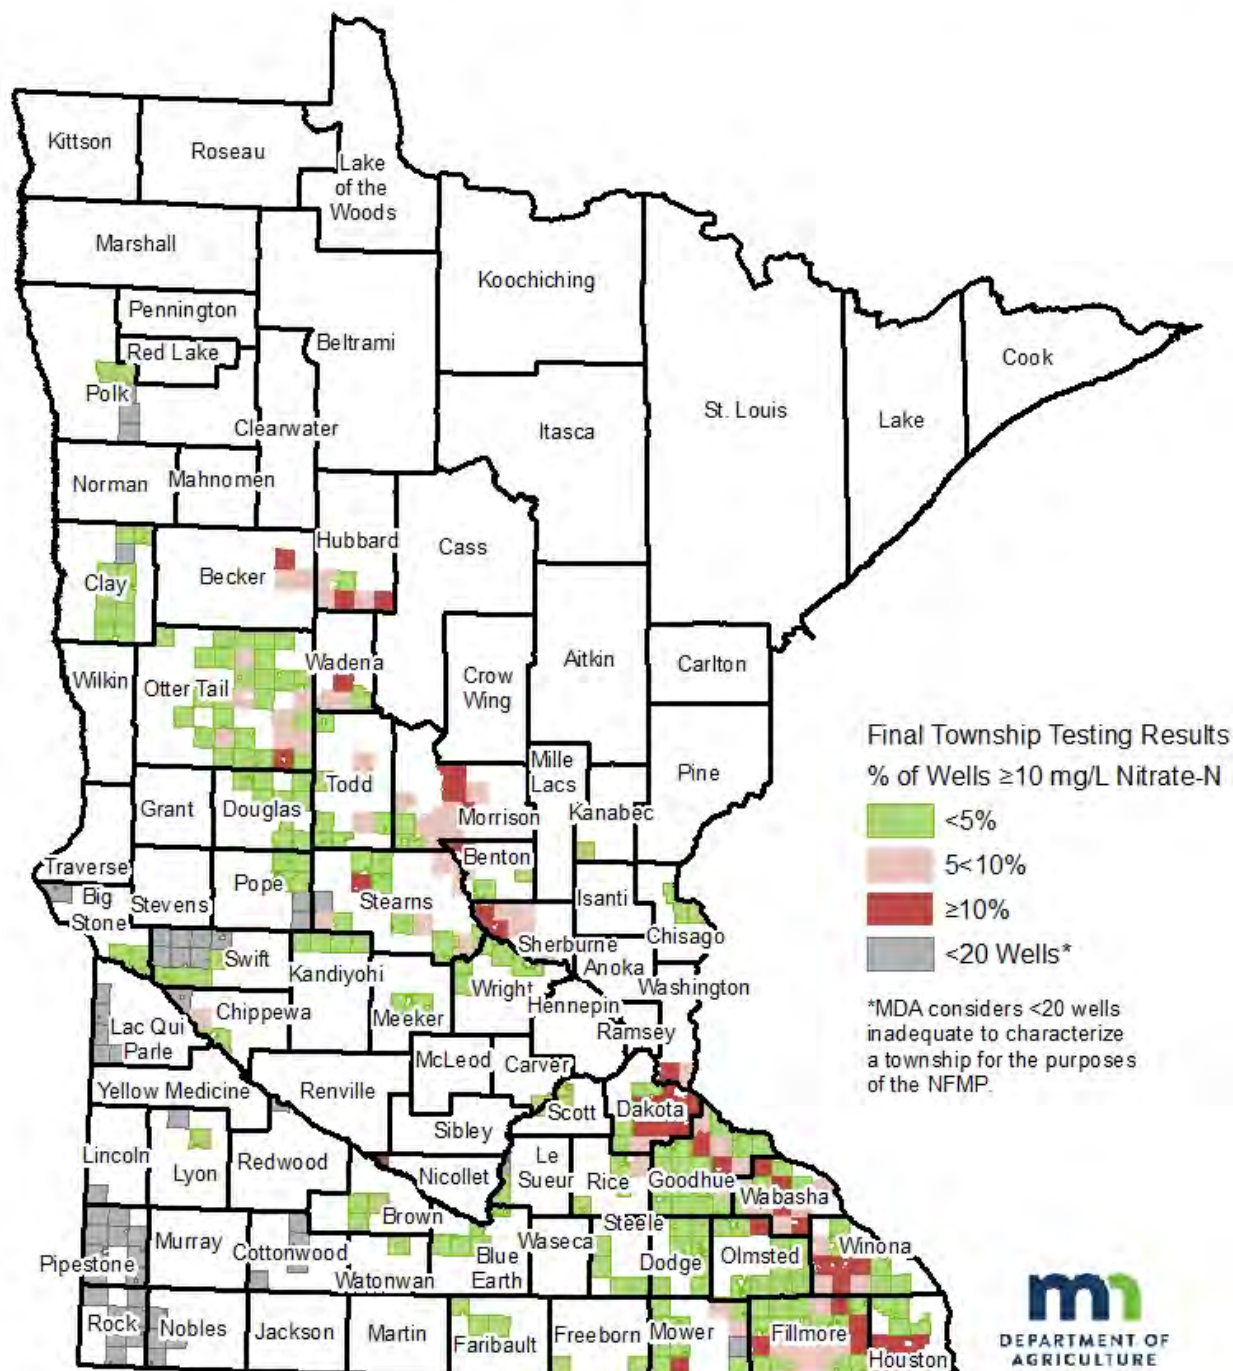 Kittson
Roseau
Lake
of the
Woods
Marshall
Koochiching
Pennington
Beltrami
Red Lake
Cook
Polk
St. Louis
Lake
Clearwater
Itasca
Norman
Mahnomen
Hubbard
Cass
Clay
Becker
Wadena
Aitkin
Carlton
Wilkin
Otter Tail
Crow
Wing
Final Township Testing Results
% of Wells ≥10 mg/L Nitrate-N
<5%
5<10%
≥10%
<20 Wells*
*MDA considers <20 wells
inadequate to characterize
a township for the purposes
of the NFMP.
Mille
Lacs
Pine
Todd
Grant
Douglas
Morrison
Kanabec
Benton
Traverse
Pope
Big
Stone
Stevens
Stearns
Isanti
Chisago
Sherburne
Swift
Kandiyohi
Anoka
Washington
Wright
Hennepin
Chippewa
Meeker
Lac Qui
Parle
Ramsey
McLeod
Carver
Yellow Medicine
Renville
Scott
Dakota
Sibley
Lincoln
Lyon
Redwood
Nicollet
Le
Sueur
Rice
Goodhue
Wabasha
Brown
Steele
Murray
Cottonwood
Waseca
Winona
Pipestone
Blue
Earth
Dodge
Olmsted
Watonwan
Rock
Nobles
Jackson
Martin
Faribault
Freeborn
Mower
Fillmore
Houston
mn
DEPARTMENT OF
AGRICULTURE